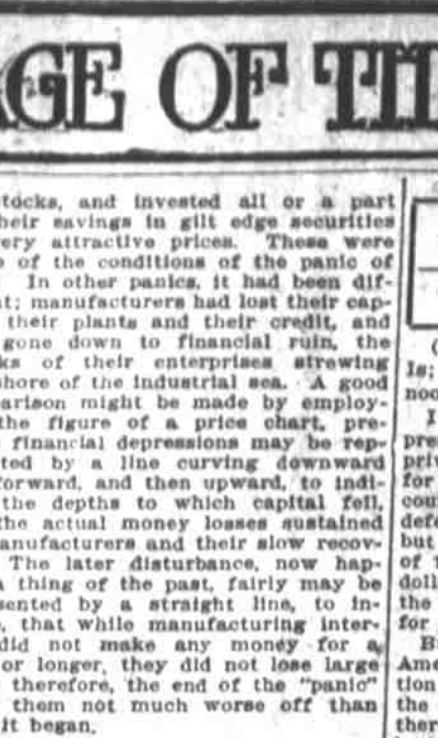 AGE OF TH
tocks, and invested all or a part
heir savings in gilt edge securities
ery attractive prices. These were
of the conditions of the panic of
In other panics, it had been dif-
t; manufacturers had lost their cap-
their plants and their credit, and
gone down to financial ruin, the
ks of their enterprises strewing
hore of the industrial sea. A good
arison might be made by employ-
the figure of a price chart, pre-
financial depressions may be rep-
ted by a line curving downward
forward, and then upward, to indi-
the depths to which capital fell,
the actual money losses sustained
anufacturers and their slow recov-
The later disturbance, now hap-
a thing of the past, fairly may be
sented by a straight line, to in-
, that while manufacturing inter-
did not make any money for a
or longer, they did not lose large
therefore, the end of the "panic"
them not much worse off than
it began.
(
Is;
noo
I
pre
priv
for
cou
defe
but
of t
doll
the
for
B
Ame
tion
the
ther